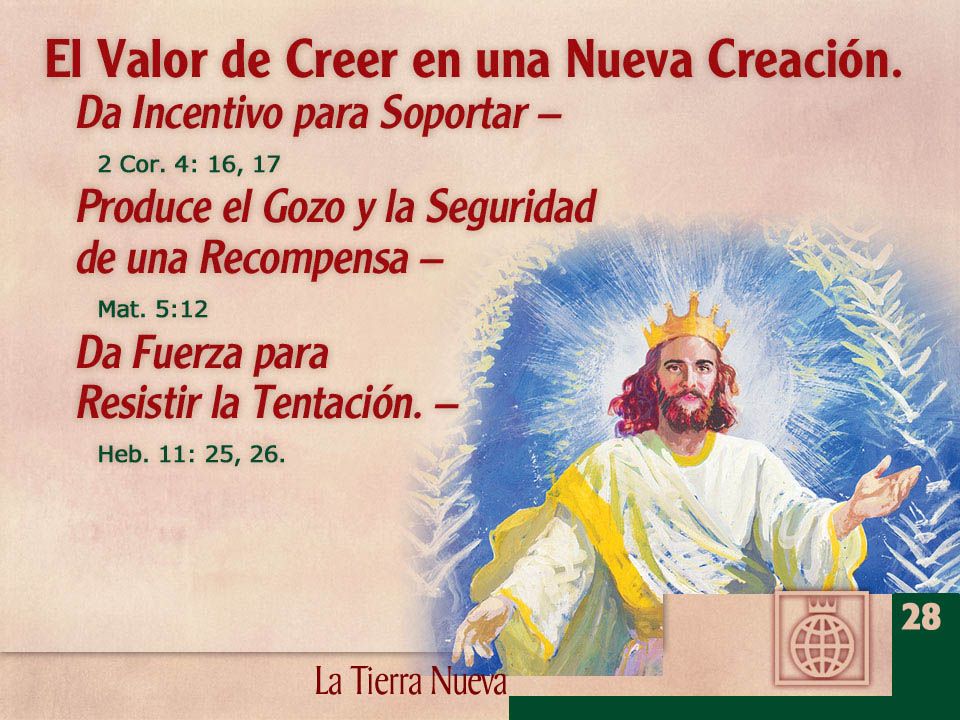 El Valor de Creer en una Nueva Creación.
Da Incentivo para Soportar –
2 Cor. 4: 16, 17
Produce el Gozo y la Seguridad
de una Recompensa –
Mat. 5:12
Da Fuerza para
Resistir la Tentación. –
Heb. 11: 25, 26.
28
La Tierra Nueva